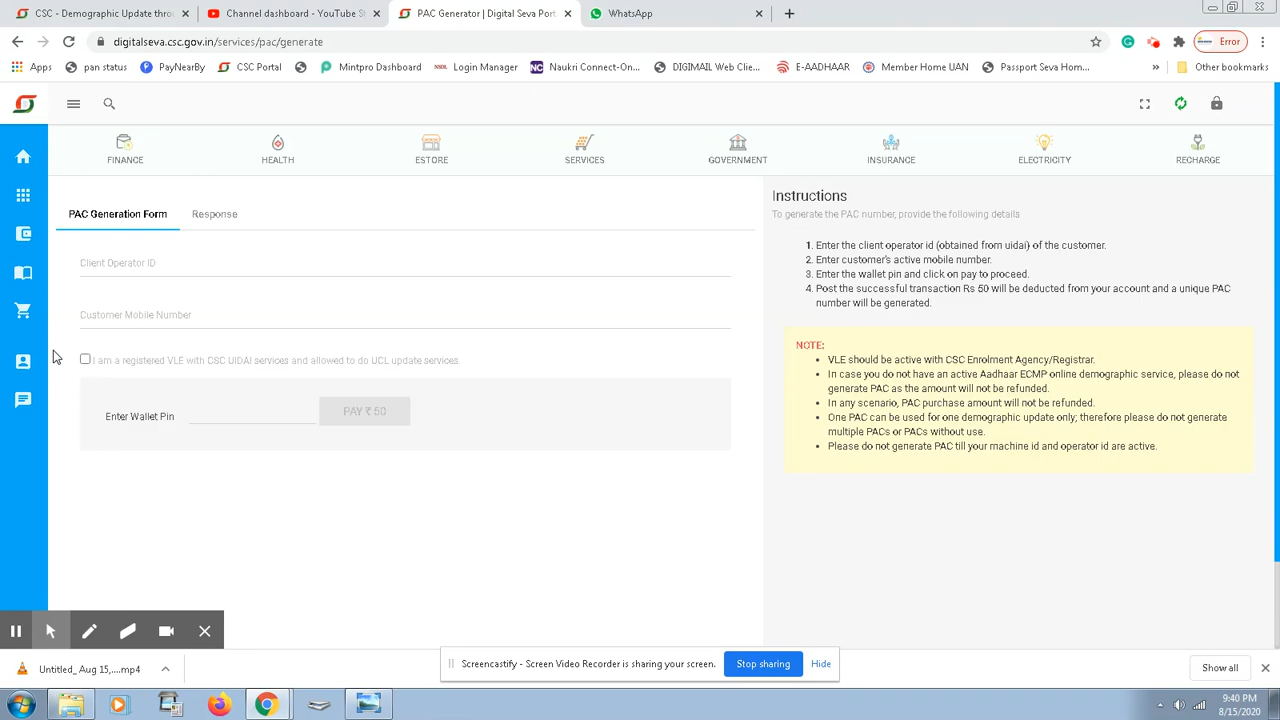 CSC - Demographic Update thro
Channel dashboard - YouTube S
PAC Generator | Digital Seva Port
WhatsApp
digitalseva.csc.gov.in/services/pac/generate
Error
Apps
pan status
PayNearBy
CSC Portal
Mintpro Dashboard
NSDL Login Manager
Naukri Connect-On...
DIGIMAIL Web Clie...
E-AADHAAR
Member Home UAN
Passport Seva Hom...
»
Other bookmarks
FINANCE
HEALTH
ESTORE
SERVICES
GOVERNMENT
INSURANCE
ELECTRICITY
RECHARGE
PAC Generation Form
Response
Client Operator ID
Customer Mobile Number
I am a registered VLE with CSC UIDAI services and allowed to do UCL update services.
Enter Wallet Pin
PAY ₹ 50
Instructions
To generate the PAC number, provide the following details
1. Enter the client operator id (obtained from uidai) of the customer.
2. Enter customer's active mobile number.
3. Enter the wallet pin and click on pay to proceed.
4. Post the successful transaction Rs 50 will be deducted from your account and a unique PAC
number will be generated.
NOTE:
• VLE should be active with CSC Enrolment Agency/Registrar.
• In case you do not have an active Aadhaar ECMP online demographic service, please do not
generate PAC as the amount will not be refunded.
• In any scenario, PAC purchase amount will not be refunded.
• One PAC can be used for one demographic update only; therefore please do not generate
multiple PACs or PACs without use.
• Please do not generate PAC till your machine id and operator id are active.
Untitled_ Aug 15,....mp4
Screencastify - Screen Video Recorder is sharing your screen.
Stop sharing
Hide
Show all
9:40 PM
8/15/2020